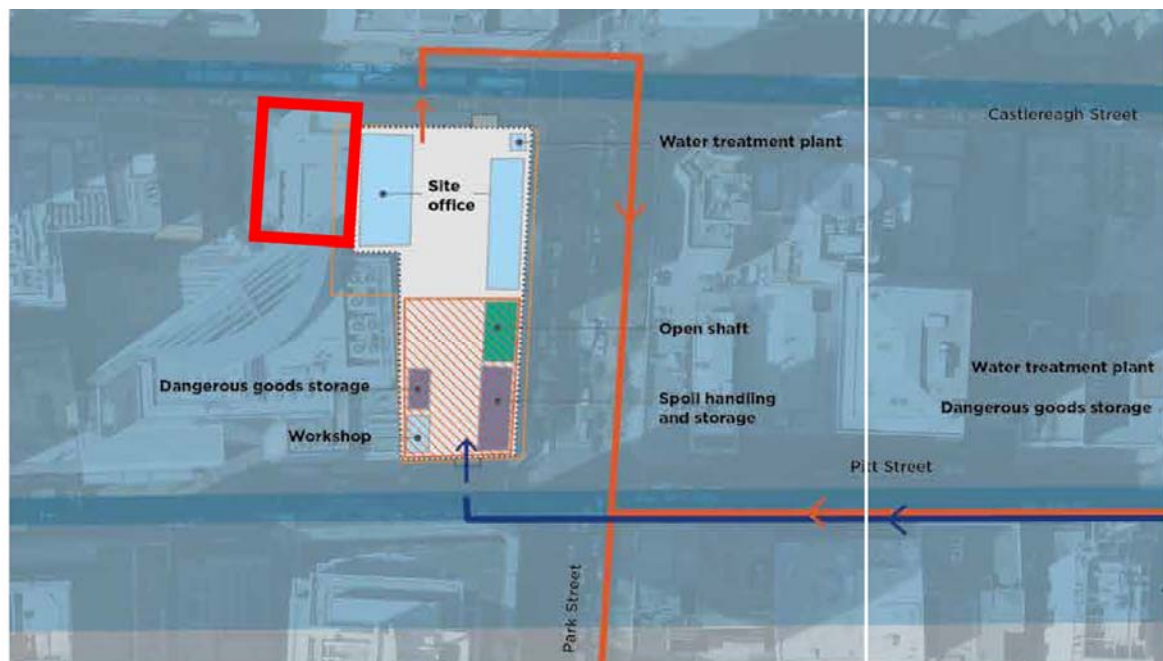 Castlereagh Street
Water treatment plant
Site
office
Open shaft
Water treatment plant
Dangerous goods storage
Spoil handling
and storage
Dangerous goods storage
Workshop
Pitt Street
Park Street